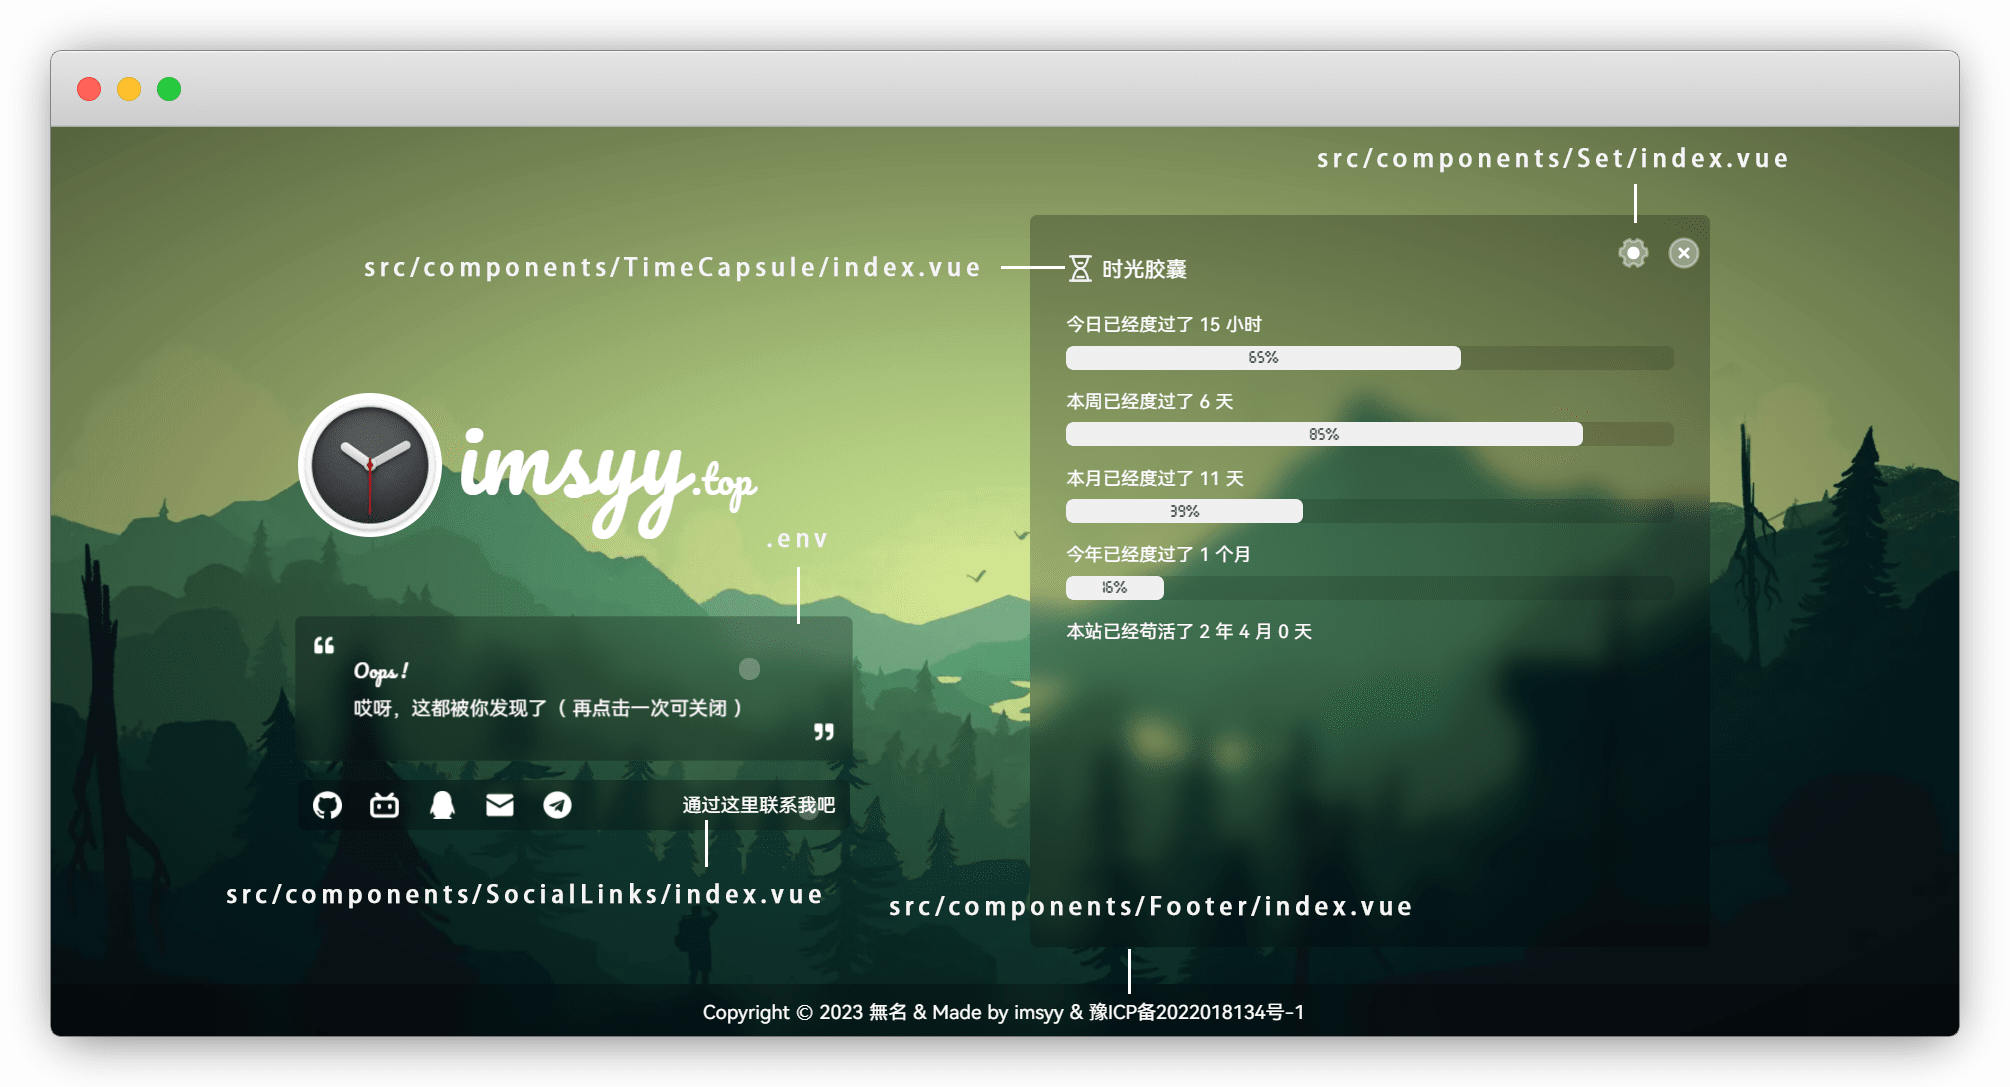 src/components/Set/index.vue
src/components/TimeCapsule/index.vue
时光胶囊
今日已经度过了 15 小时
65%
本周已经度过了 6 天
85%
本月已经度过了 11 天
39%
今年已经度过了 1 个月
16%
本站已经苟活了 2 年 4 月 0 天
imsyy.top
.env
“
Oops !
哎呀，这都被你发现了（ 再点击一次可关闭 ）
”
通过这里联系我吧
src/components/SocialLinks/index.vue
src/components/Footer/index.vue
Copyright © 2023 無名 & Made by imsyy & 豫ICP备2022018134号-1